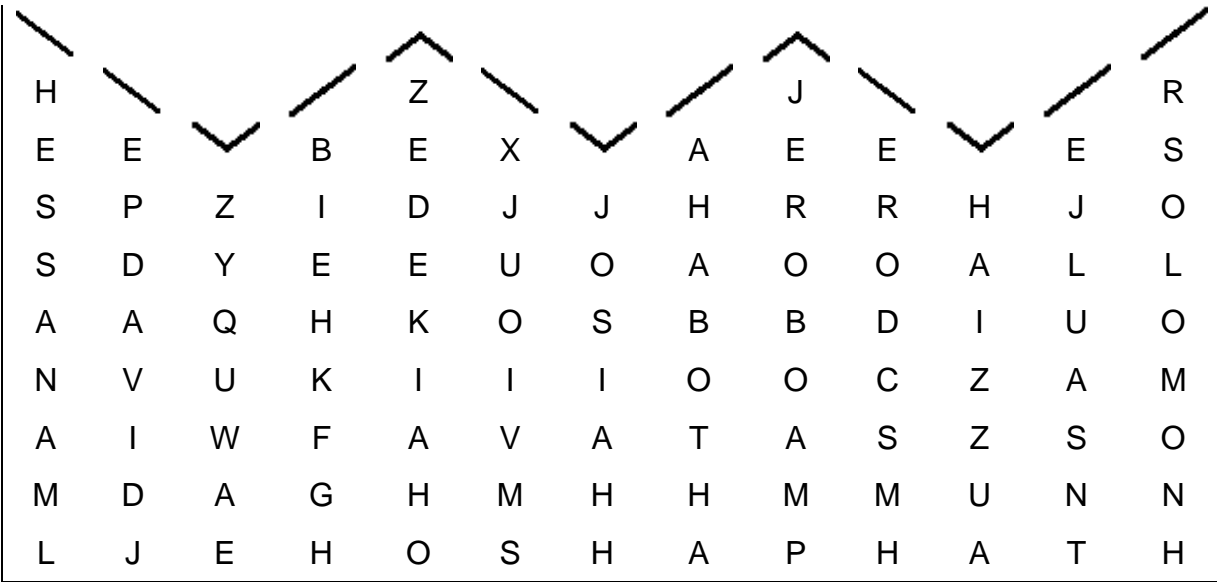 H Z J R
E E B E X A E E E S
S P Z I D J J H R R H J O
S D Y E E U O A O O A L L
A A Q H K O S B B D I U O
N V U K I I I O O C Z A M
A I W F A V A T A S Z S O
M D A G H M H H M M U N N
L J E H O S H A P H A T H